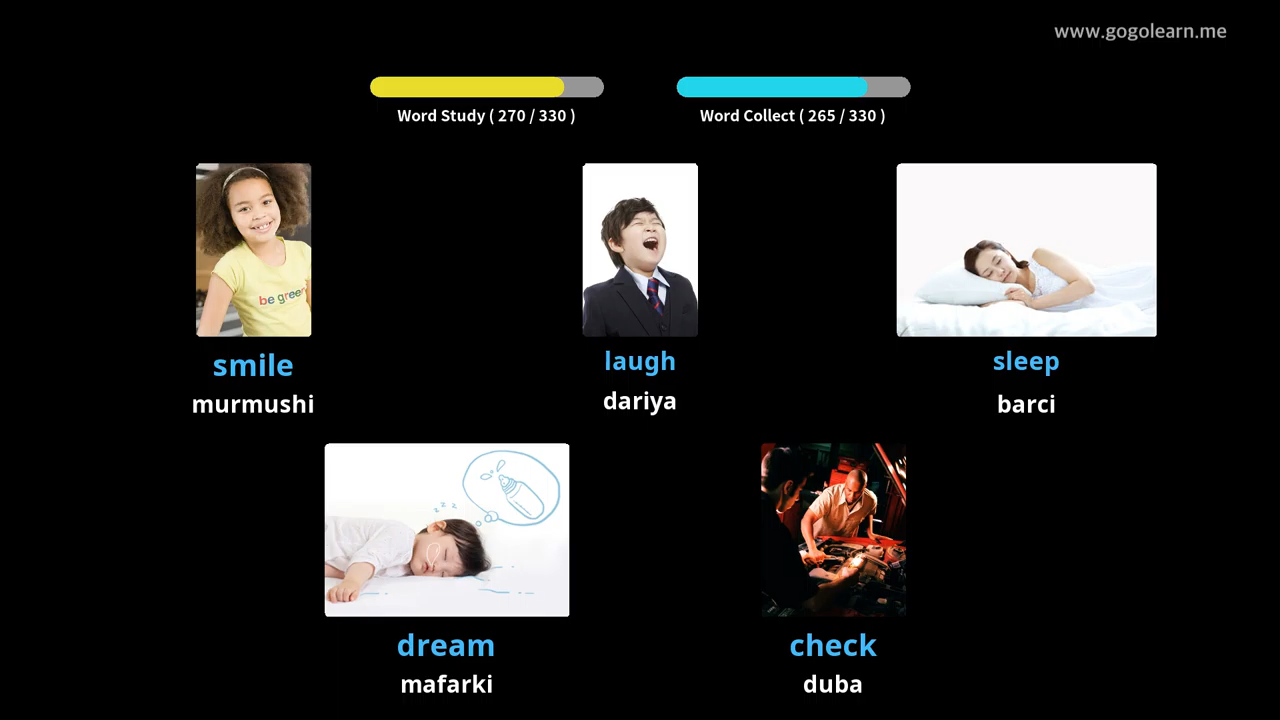 www.gogolearn.me
Word Study ( 270 / 330 )
Word Collect ( 265 / 330 )
be green
smile
laugh
sleep
murmushi
dariya
barci
z z z
dream
check
mafarki
duba